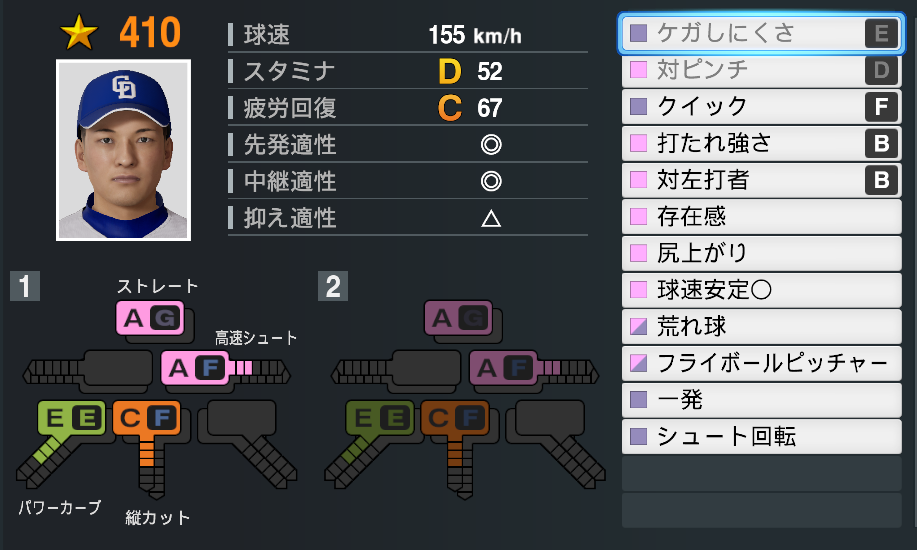 410
CD
球速 155 km/h
スタミナ D 52
疲労回復 C 67
先発適性 ◎
中継適性 ◎
抑え適性 △
ケガしにくさ E
対ピンチ D
クイック F
打たれ強さ B
対左打者 B
存在感
尻上がり
球速安定〇
荒れ球
フライボールピッチャー
一発
シュート回転
1
ストレート
A G
高速シュート
A F
E E
C F
パワーカーブ
縦カット
2
A G
A F
E E
C F